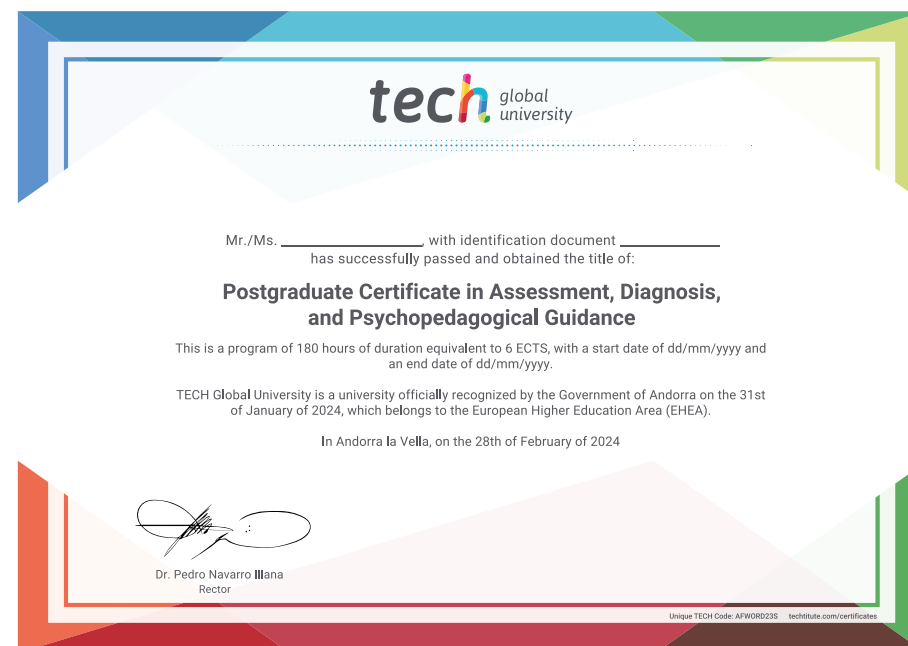 tech global
university
Mr./Ms. ____________, with identification document ____________
has successfully passed and obtained the title of:
Postgraduate Certificate in Assessment, Diagnosis,
and Psychopedagogical Guidance
This is a program of 180 hours of duration equivalent to 6 ECTS, with a start date of dd/mm/yyyy and
an end date of dd/mm/yyyy.
TECH Global University is a university officially recognized by the Government of Andorra on the 31st
of January of 2024, which belongs to the European Higher Education Area (EHEA).
In Andorra la Vella, on the 28th of February of 2024
Dr. Pedro Navarro Illana
Rector
Unique TECH Code: AFWORD23S techtitute.com/certificates